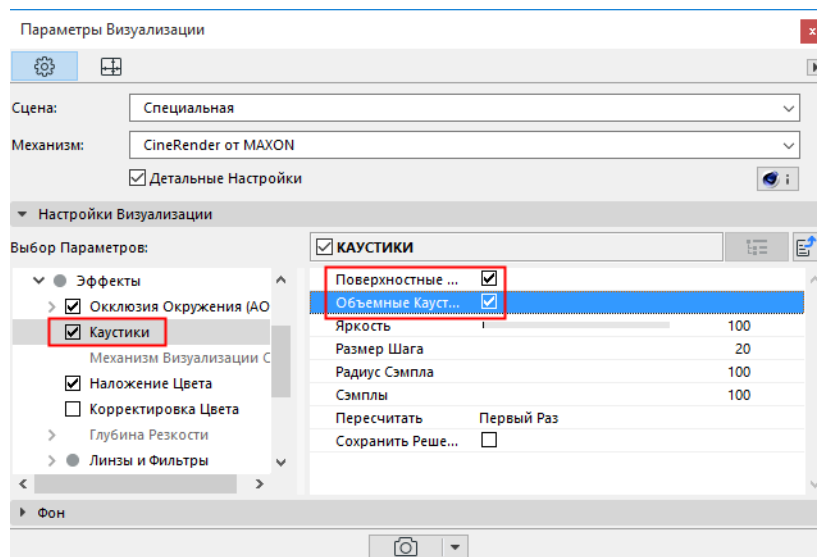 Параметры Визуализации
x
Сцена: Специальная
Механизм: CineRender от MAXON
Детальные Настройки
i
Настройки Визуализации
Выбор Параметров:
КАУСТИКИ
Эффекты
Окклюзия Окружения (АО
Каустики
Механизм Визуализации С
Наложение Цвета
Корректировка Цвета
Глубина Резкости
Линзы и Фильтры
Поверхностные ...
Объемные Кауст...
Яркость 100
Размер Шага 20
Радиус Сэмпла 100
Сэмплы 100
Пересчитать Первый Раз
Сохранить Реше...
Фон